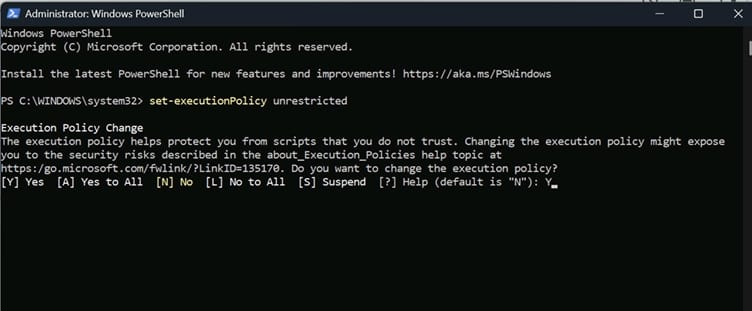 Administrator: Windows PowerShell
Windows PowerShell
Copyright (C) Microsoft Corporation. All rights reserved.
Install the latest PowerShell for new features and improvements! https://aka.ms/PSWindows
PS C:\WINDOWS\system32> set-executionPolicy unrestricted
Execution Policy Change
The execution policy helps protect you from scripts that you do not trust. Changing the execution policy might expose
you to the security risks described in the about_Execution_Policies help topic at
https:/go.microsoft.com/fwlink/?LinkID=135170. Do you want to change the execution policy?
[Y] Yes  [A] Yes to All  [N] No  [L] No to All  [S] Suspend  [?] Help (default is "N"): Y